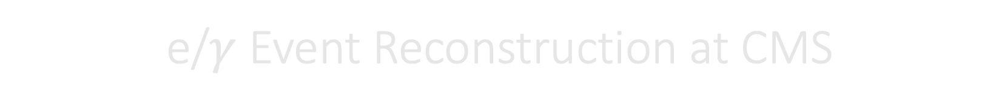 e/γ Event Reconstruction at CMS